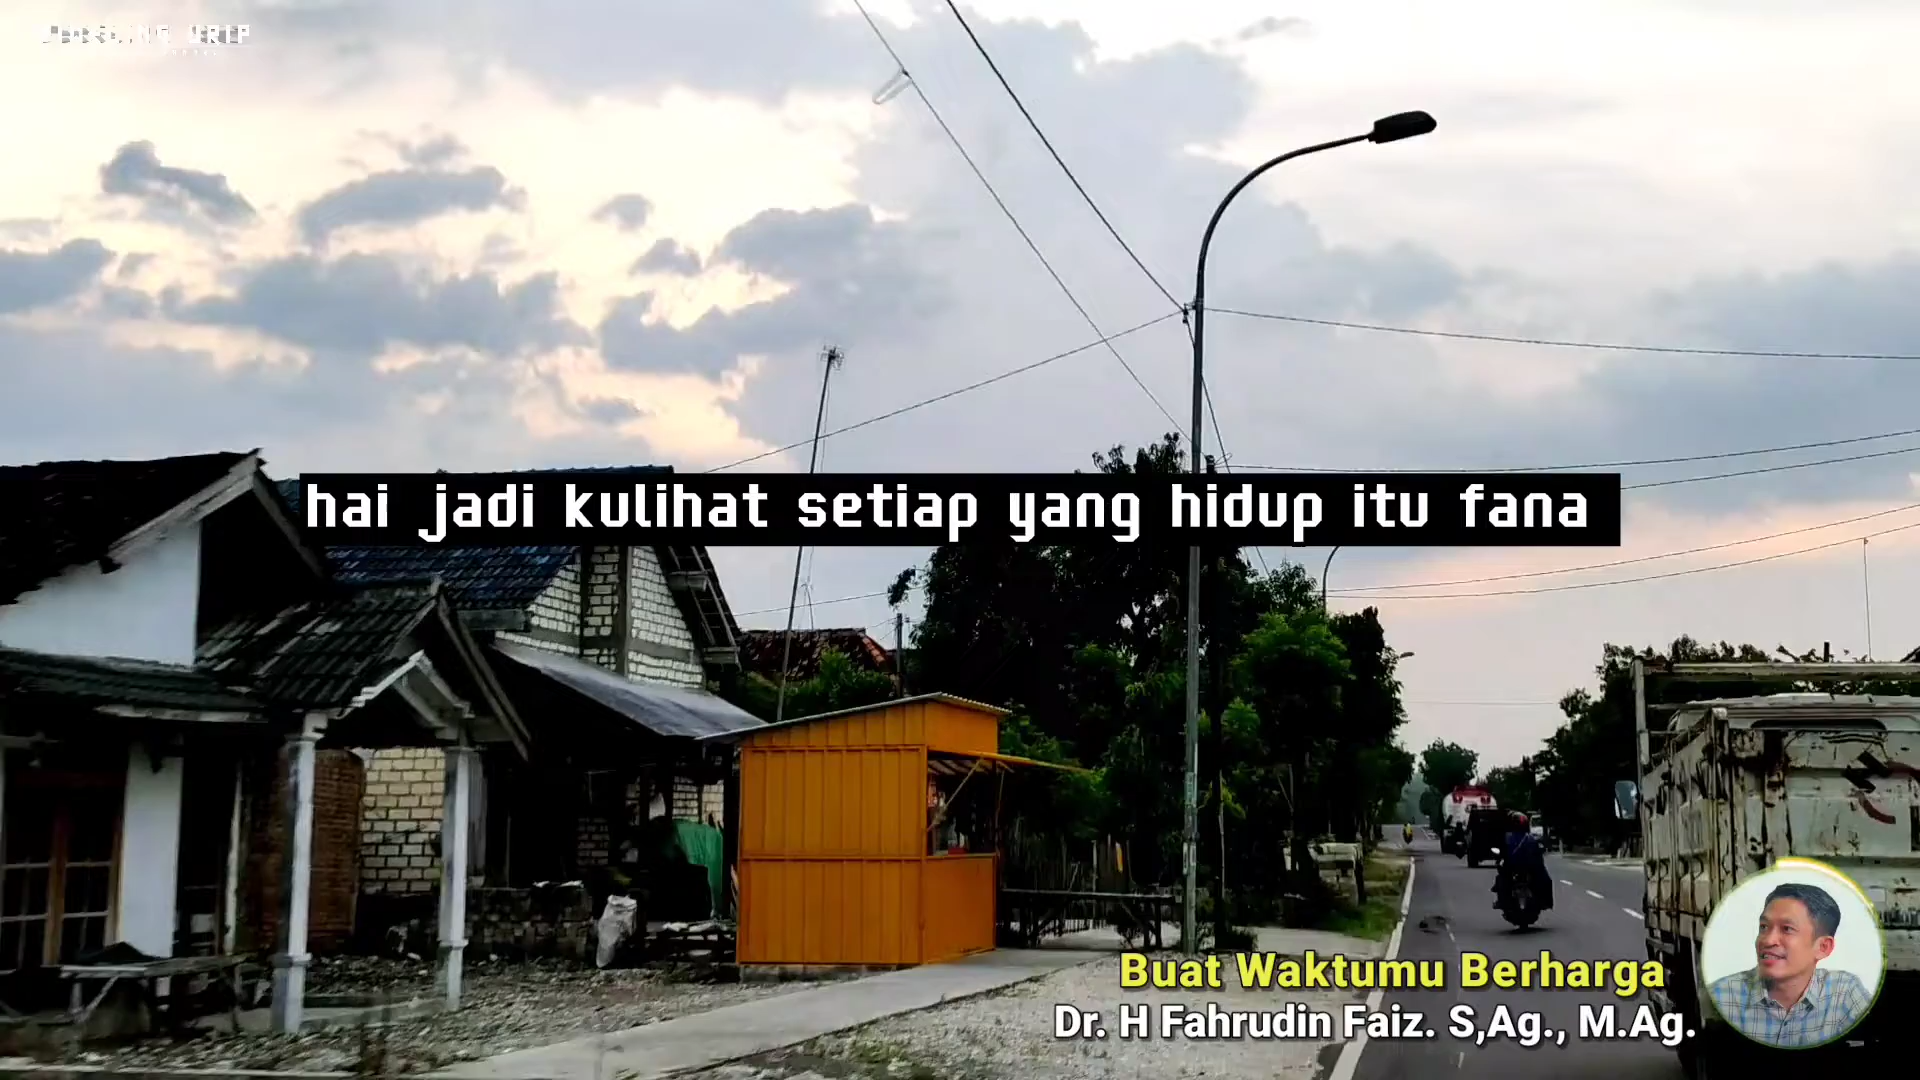 hai jadi kulihat setiap yang hidup itu fana
Buat Waktumu Berharga
Dr. H Fahrudin Faiz. S,Ag., M.Ag.